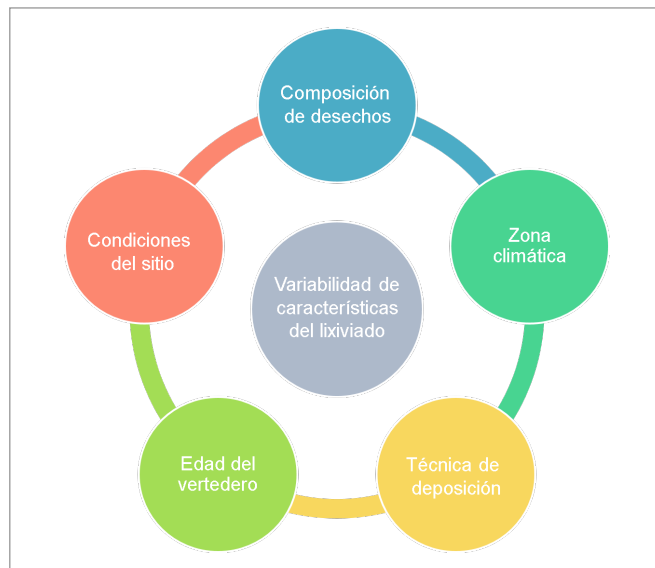 Composición
de desechos
Zona
climática
Técnica de
deposición
Edad del
vertedero
Condiciones
del sitio
Variabilidad de
características
del lixiviado